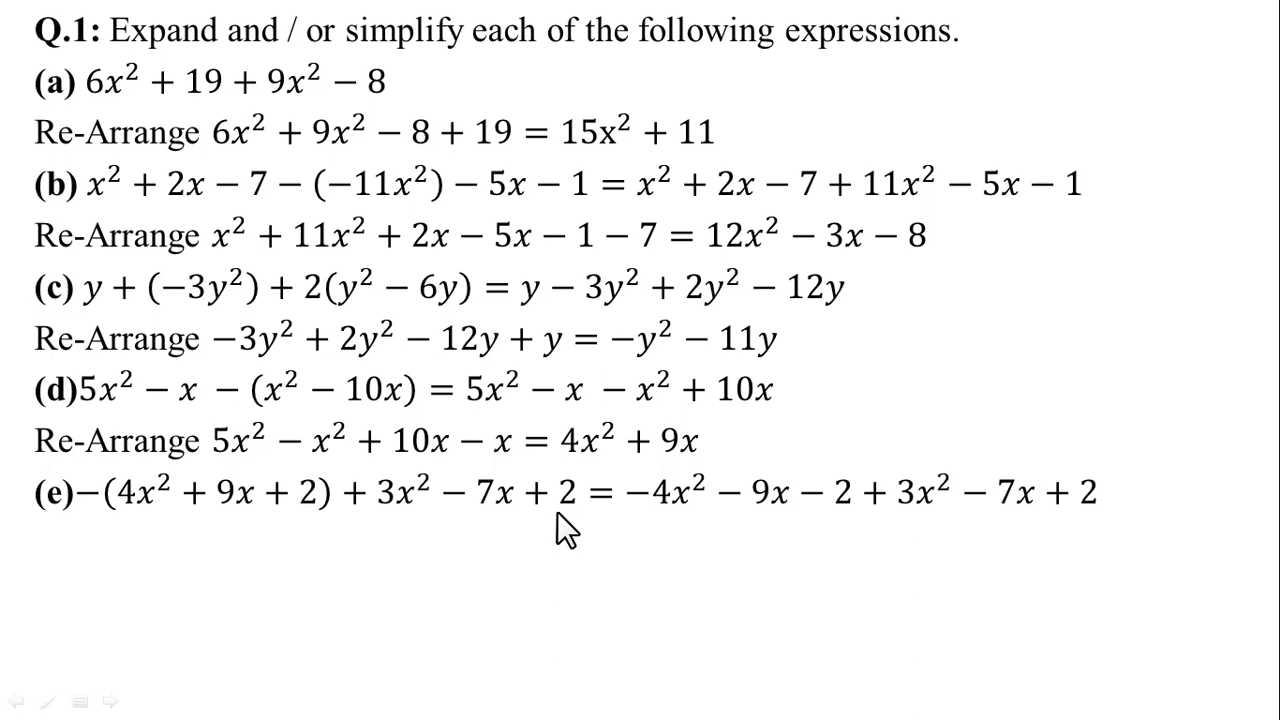 Q.1: Expand and / or simplify each of the following expressions.
(a) 6𝑥² + 19 + 9𝑥² − 8
Re-Arrange 6𝑥² + 9𝑥² − 8 + 19 = 15x² + 11
(b) 𝑥² + 2𝑥 − 7 − (−11𝑥²) − 5𝑥 − 1 = 𝑥² + 2𝑥 − 7 + 11𝑥² − 5𝑥 − 1
Re-Arrange 𝑥² + 11𝑥² + 2𝑥 − 5𝑥 − 1 − 7 = 12𝑥² − 3𝑥 − 8
(c) 𝑦 + (−3𝑦²) + 2(𝑦² − 6𝑦) = 𝑦 − 3𝑦² + 2𝑦² − 12𝑦
Re-Arrange −3𝑦² + 2𝑦² − 12𝑦 + 𝑦 = −𝑦² − 11𝑦
(d)5𝑥² − 𝑥 − (𝑥² − 10𝑥) = 5𝑥² − 𝑥 − 𝑥² + 10𝑥
Re-Arrange 5𝑥² − 𝑥² + 10𝑥 − 𝑥 = 4𝑥² + 9𝑥
(e)−(4𝑥² + 9𝑥 + 2) + 3𝑥² − 7𝑥 + 2 = −4𝑥² − 9𝑥 − 2 + 3𝑥² − 7𝑥 + 2